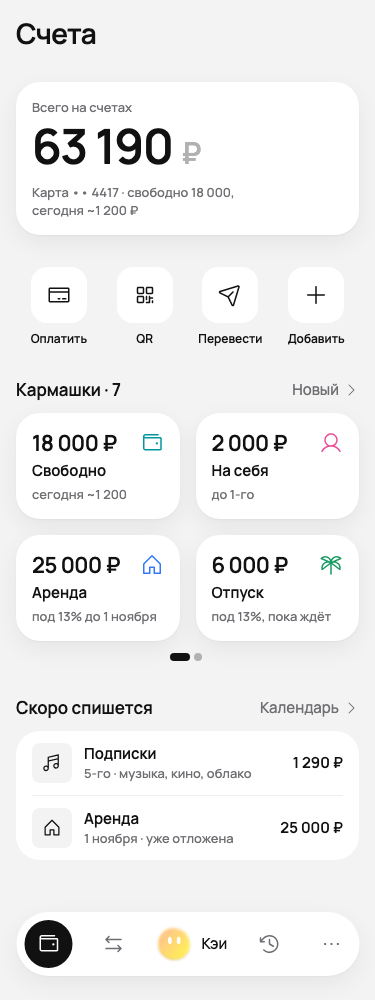 Счета
Всего на счетах
63 190 ₽
Карта •• 4417 · свободно 18 000,
сегодня ~1 200 ₽
Оплатить
QR
Перевести
Добавить
Кармашки · 7
Новый
18 000 ₽
Свободно
сегодня ~1 200
2 000 ₽
На себя
до 1-го
25 000 ₽
Аренда
под 13% до 1 ноября
6 000 ₽
Отпуск
под 13%, пока ждёт
Скоро спишется
Календарь
Подписки
5-го · музыка, кино, облако
1 290 ₽
Аренда
1 ноября · уже отложена
25 000 ₽
Кэи